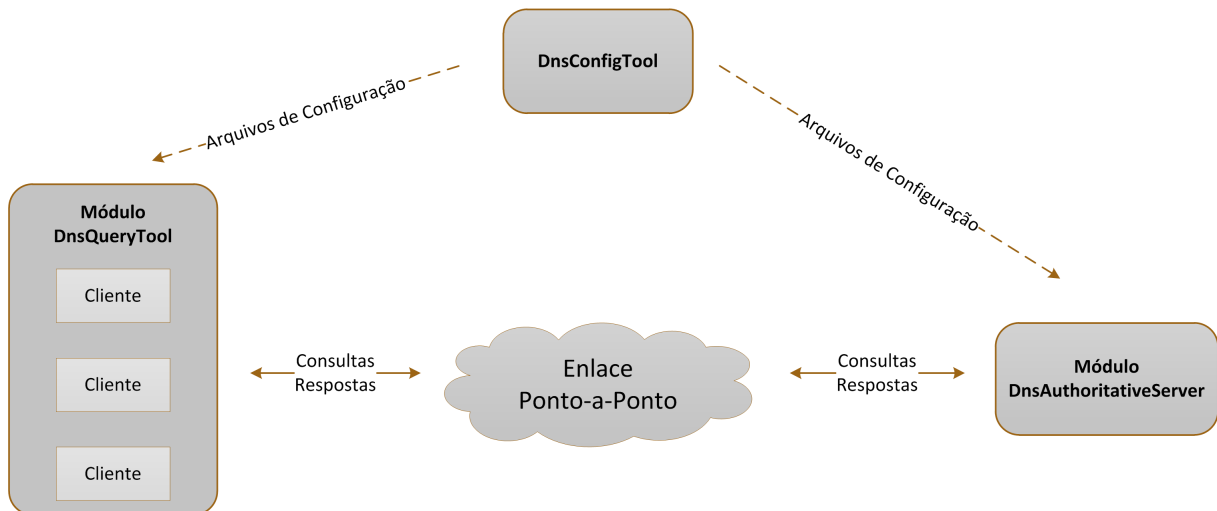 DnsConfigTool
Arquivos de Configuração
Arquivos de Configuração
Módulo
DnsQueryTool
Cliente
Cliente
Cliente
Consultas
Respostas
Enlace
Ponto-a-Ponto
Consultas
Respostas
Módulo
DnsAuthoritativeServer